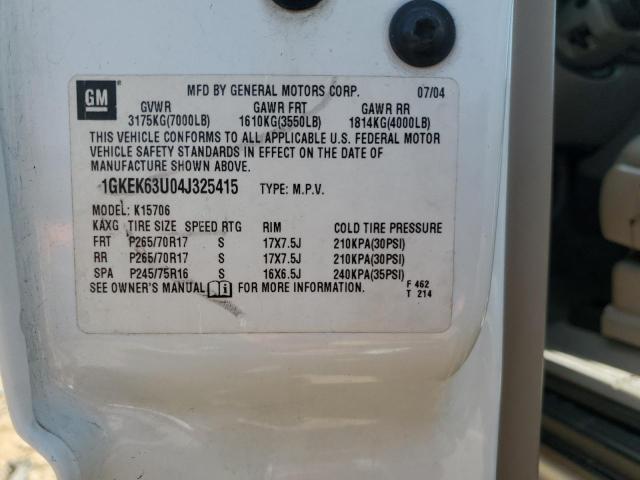 GM
MFD BY GENERAL MOTORS CORP. 07/04
GVWR GAWR FRT GAWR RR
3175KG(7000LB) 1610KG(3550LB) 1814KG(4000LB)
THIS VEHICLE CONFORMS TO ALL APPLICABLE U.S. FEDERAL MOTOR
VEHICLE SAFETY STANDARDS IN EFFECT ON THE DATE OF
MANUFACTURE SHOWN ABOVE.
1GKEK63U04J325415 TYPE: M.P.V.
MODEL: K15706
KAXG TIRE SIZE SPEED RTG RIM COLD TIRE PRESSURE
FRT P265/70R17 S 17X7.5J 210KPA(30PSI)
RR P265/70R17 S 17X7.5J 210KPA(30PSI)
SPA P245/75R16 S 16X6.5J 240KPA(35PSI)
SEE OWNER'S MANUAL FOR MORE INFORMATION. F 462
T 214